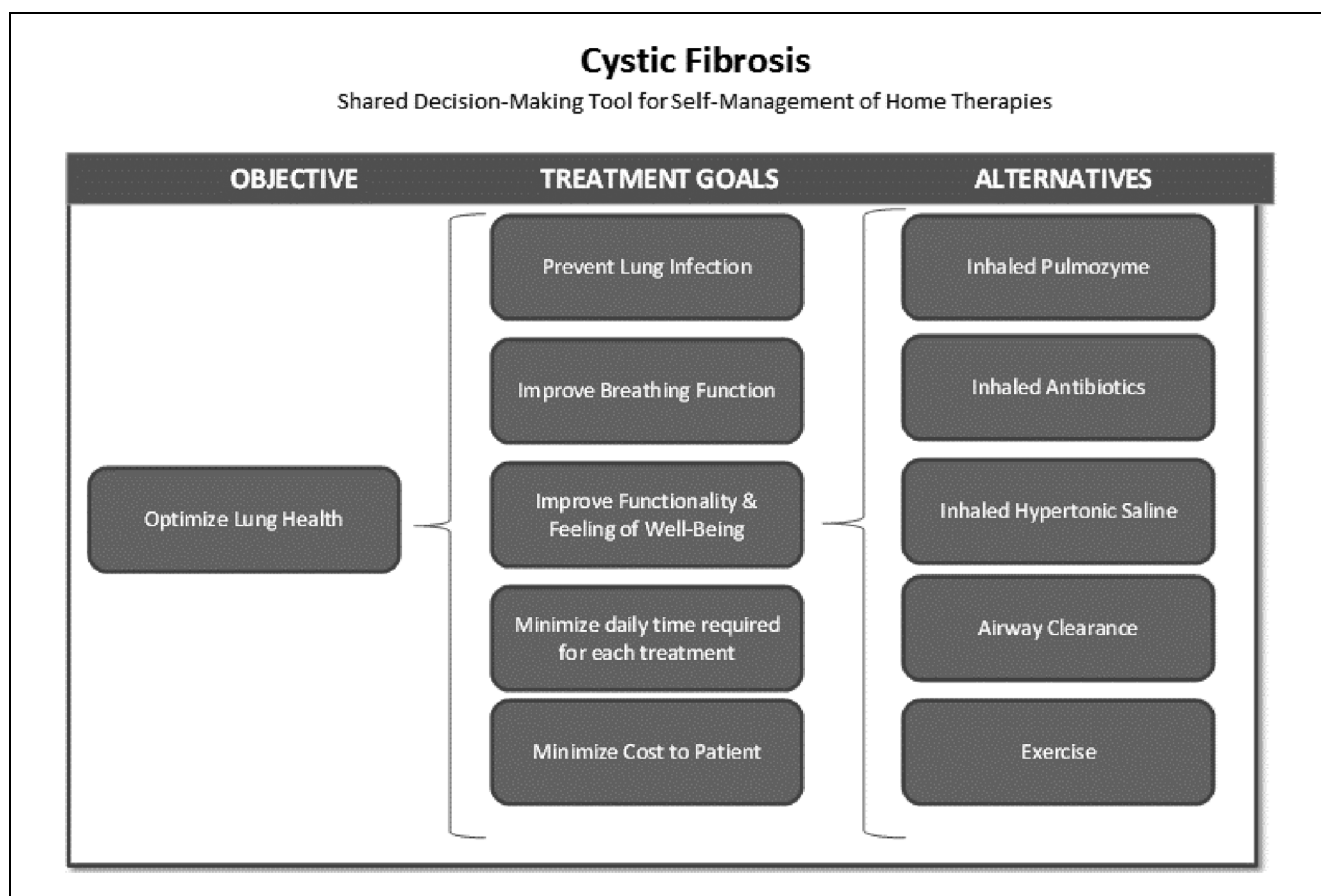 Cystic Fibrosis
Shared Decision-Making Tool for Self-Management of Home Therapies
OBJECTIVE
TREATMENT GOALS
ALTERNATIVES
Optimize Lung Health
Prevent Lung Infection
Improve Breathing Function
Improve Functionality &
Feeling of Well-Being
Minimize daily time required
for each treatment
Minimize Cost to Patient
Inhaled Pulmozyme
Inhaled Antibiotics
Inhaled Hypertonic Saline
Airway Clearance
Exercise